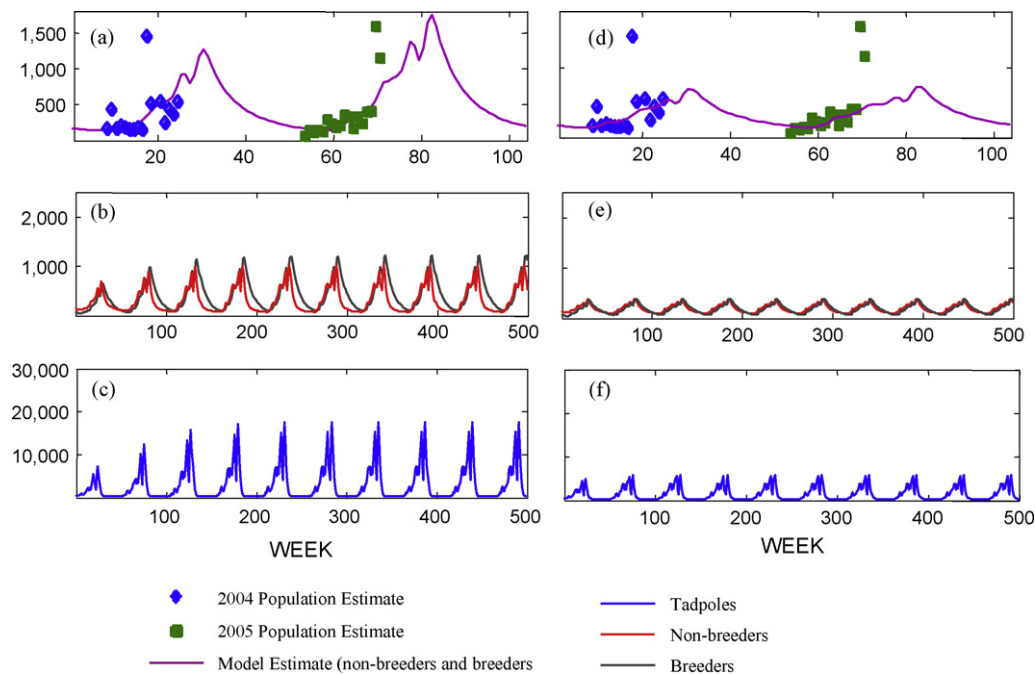 (a)
1,500
1,000
500
20 40 60 80 100
(d)
20 40 60 80 100
(b)
2,000
1,000
100 200 300 400 500
(e)
100 200 300 400 500
(c)
30,000
20,000
10,000
100 200 300 400 500
WEEK
(f)
100 200 300 400 500
WEEK
2004 Population Estimate
2005 Population Estimate
Model Estimate (non-breeders and breeders
Tadpoles
Non-breeders
Breeders